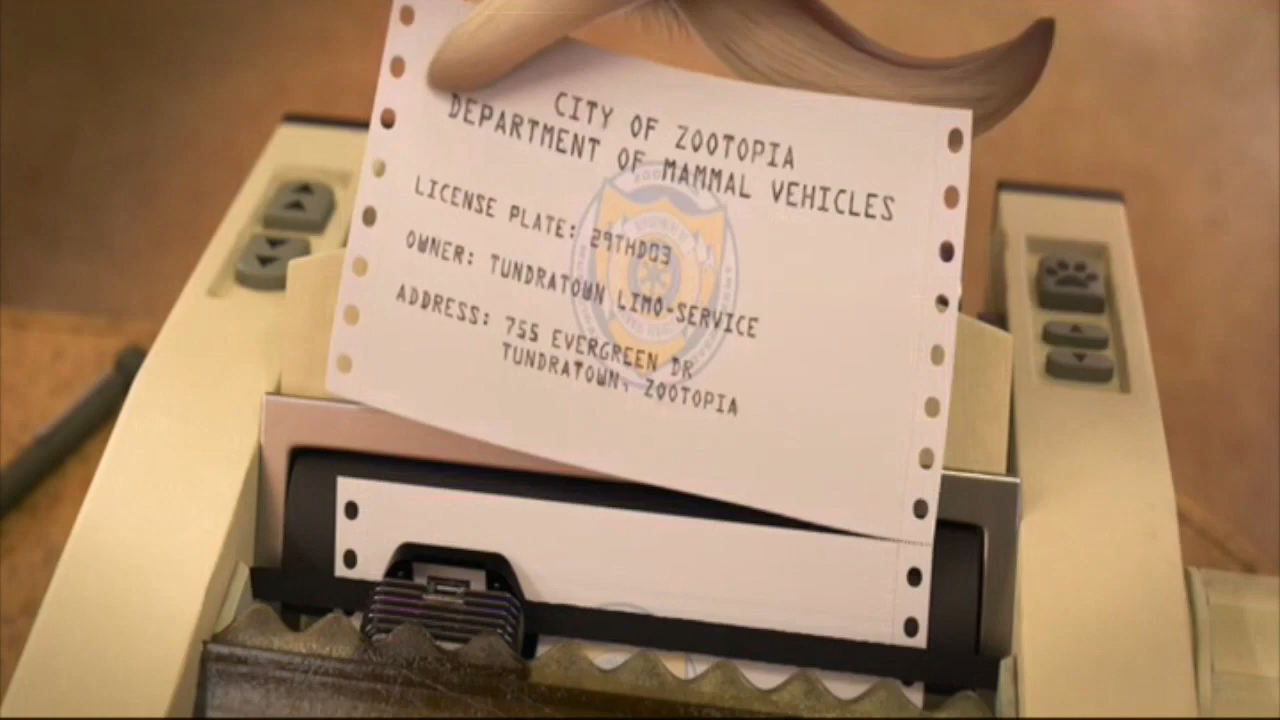 CITY OF ZOOTOPIA
DEPARTMENT OF MAMMAL VEHICLES
LICENSE PLATE: 29THD03
OWNER: TUNDRATOWN LIMO-SERVICE
ADDRESS: 755 EVERGREEN DR
TUNDRATOWN, ZOOTOPIA